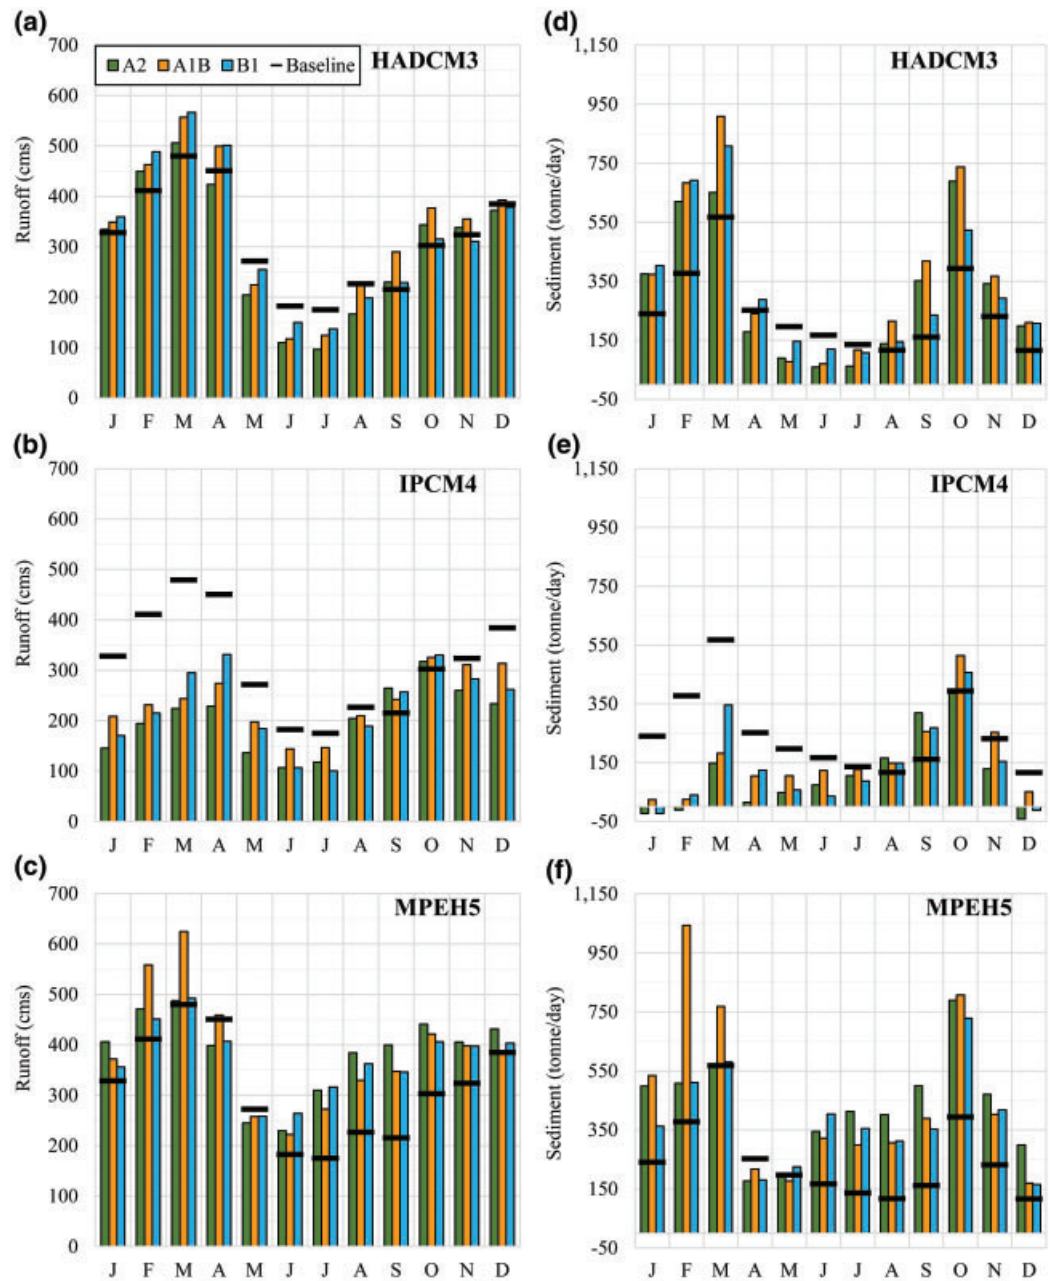 (a)
700
600
500
400
300
200
100
0
Runoff (cms)
A2 A1B B1 Baseline
HADCM3
J F M A M J J A S O N D
(d)
1,150
950
750
550
350
150
-50
Sediment (tonne/day)
HADCM3
J F M A M J J A S O N D
(b)
700
600
500
400
300
200
100
0
Runoff (cms)
IPCM4
J F M A M J J A S O N D
(e)
1,150
950
750
550
350
150
-50
Sediment (tonne/day)
IPCM4
J F M A M J J A S O N D
(c)
700
600
500
400
300
200
100
0
Runoff (cms)
MPEH5
J F M A M J J A S O N D
(f)
1,150
950
750
550
350
150
-50
Sediment (tonne/day)
MPEH5
J F M A M J J A S O N D